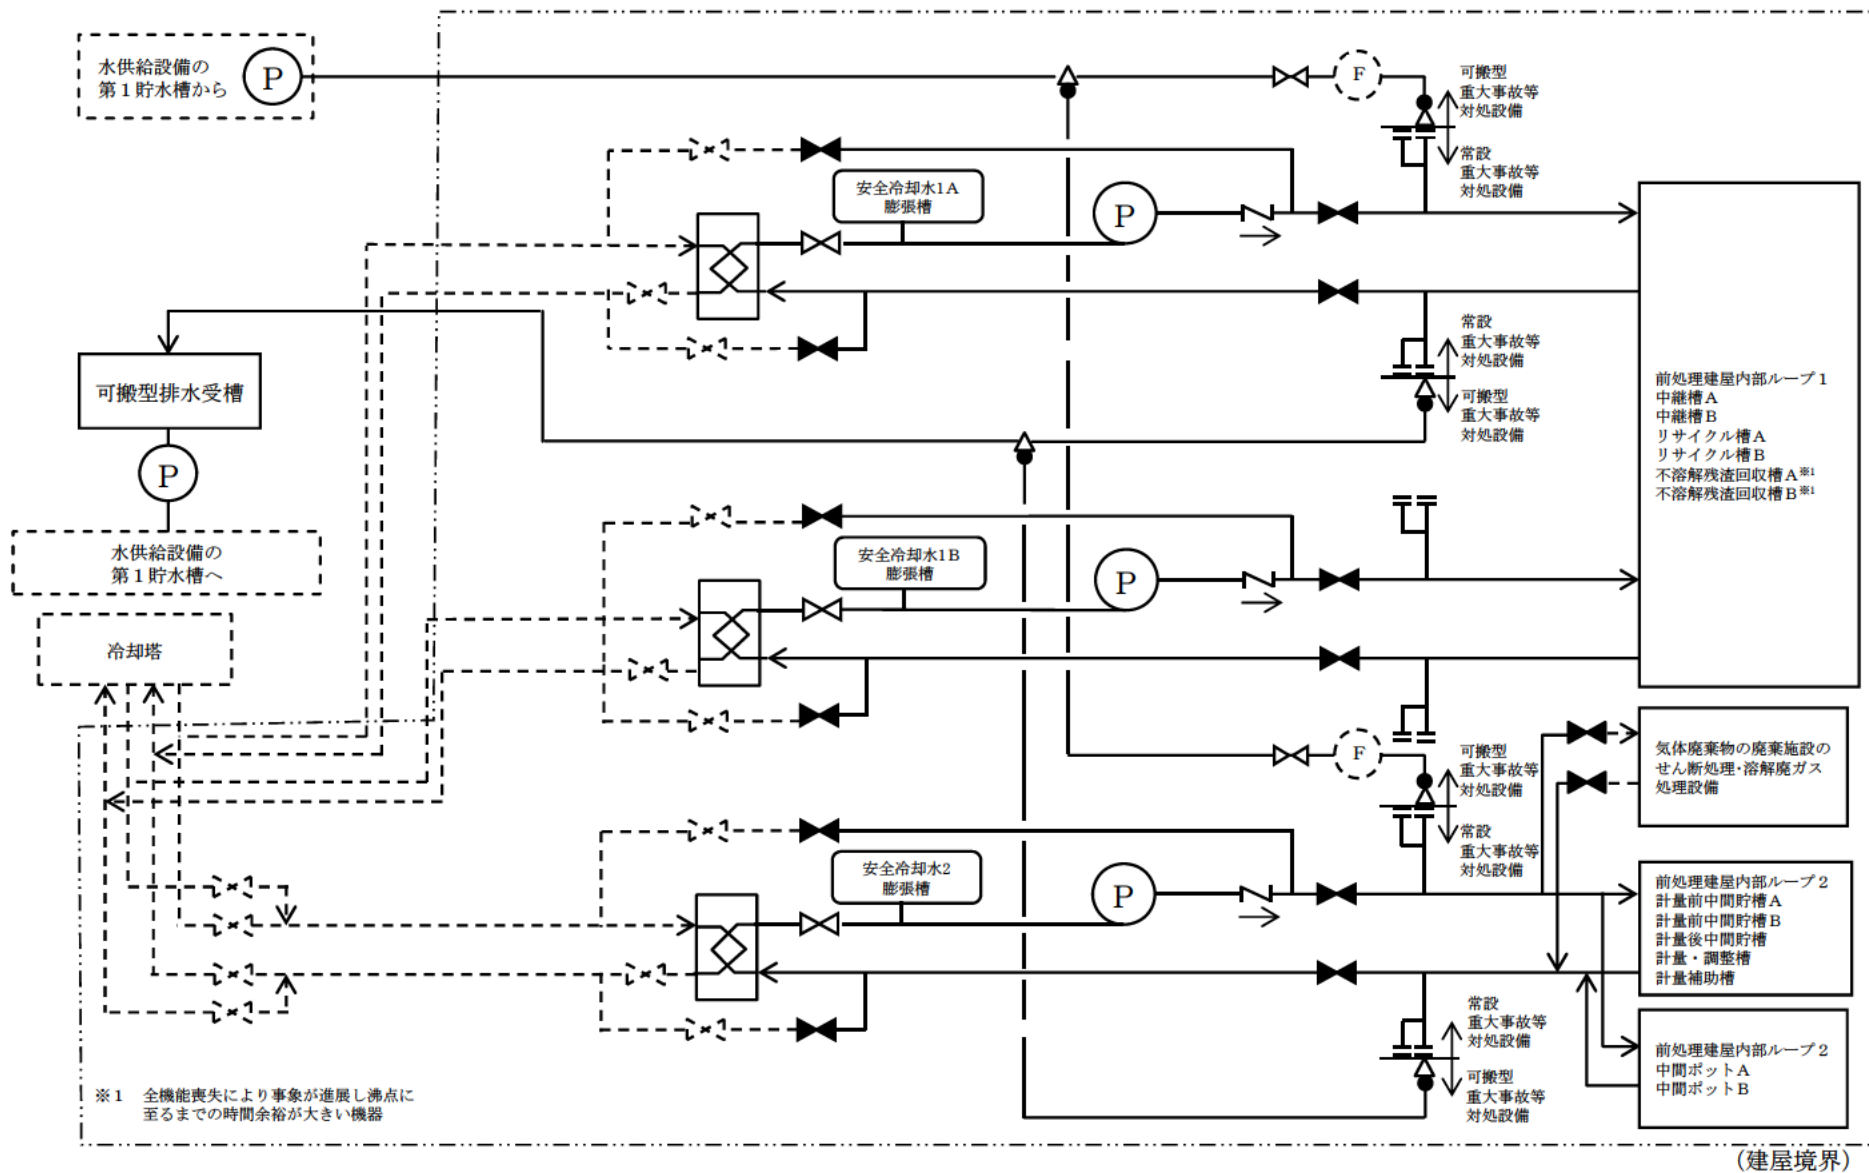 水供給設備の
第1貯水槽から
P
F
可搬型
重大事故等
対処設備
常設
重大事故等
対処設備
安全冷却水1A
膨張槽
P
常設
重大事故等
対処設備
可搬型
重大事故等
対処設備
可搬型排水受槽
P
水供給設備の
第1貯水槽へ
前処理建屋内部ループ1
中継槽A
中継槽B
リサイクル槽A
リサイクル槽B
不溶解残渣回収槽A※1
不溶解残渣回収槽B※1
安全冷却水1B
膨張槽
P
冷却塔
F
可搬型
重大事故等
対処設備
常設
重大事故等
対処設備
気体廃棄物の廃棄施設の
せん断処理・溶解廃ガス
処理設備
安全冷却水2
膨張槽
P
前処理建屋内部ループ2
計量前中間貯槽A
計量前中間貯槽B
計量後中間貯槽
計量・調整槽
計量補助槽
常設
重大事故等
対処設備
可搬型
重大事故等
対処設備
前処理建屋内部ループ2
中間ポットA
中間ポットB
※1 全機能喪失により事象が進展し沸点に
至るまでの時間余裕が大きい機器
(建屋境界)